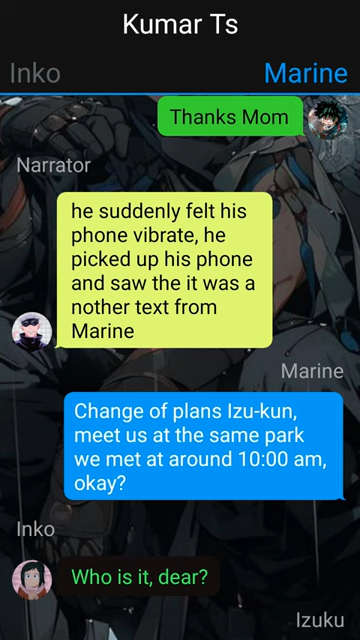 Kumar Ts
Inko
Marine
Thanks Mom
Narrator
he suddenly felt his
phone vibrate, he
picked up his phone
and saw the it was a
nother text from
Marine
Marine
Change of plans Izu-kun,
meet us at the same park
we met at around 10:00 am,
okay?
Inko
Who is it, dear?
Izuku